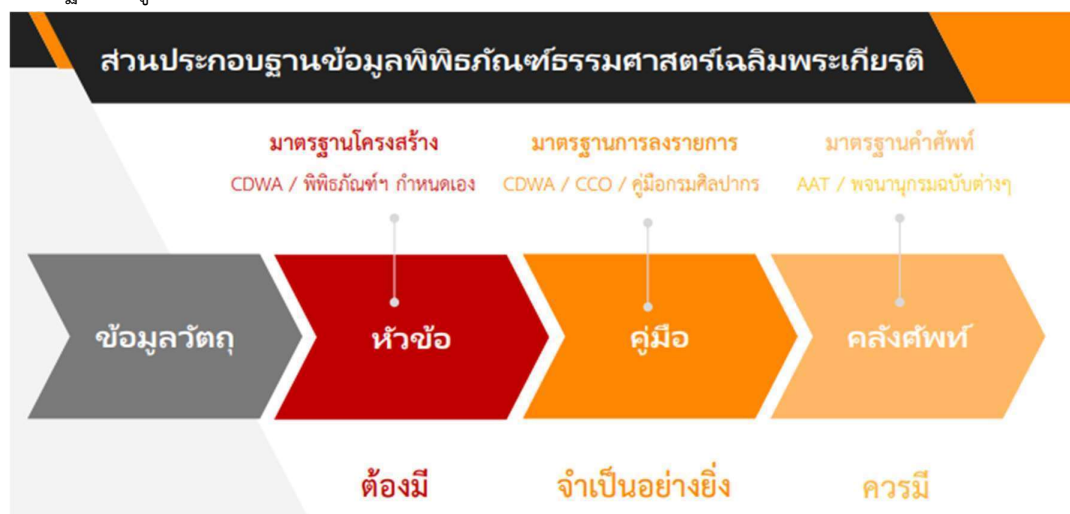 ส่วนประกอบฐานข้อมูลพิพิธภัณฑ์ธรรมศาสตร์เฉลิมพระเกียรติ
มาตรฐานโครงสร้าง
CDWA / พิพิธภัณฑ์ฯ กำหนดเอง
มาตรฐานการลงรายการ
CDWA / CCO / คู่มือกรมศิลปากร
มาตรฐานคำศัพท์
AAT / พจนานุกรมฉบับต่างๆ
ข้อมูลวัตถุ
หัวข้อ
คู่มือ
คลังศัพท์
ต้องมี
จำเป็นอย่างยิ่ง
ควรมี